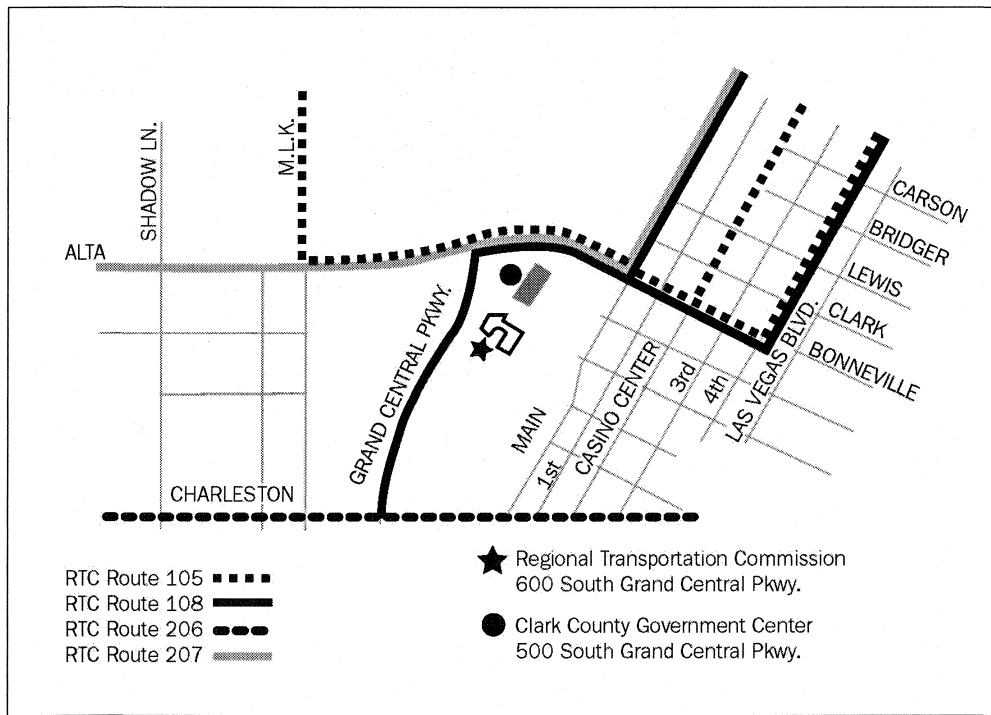 SHADOW LN.
M.L.K.
ALTA
GRAND CENTRAL PKWY.
CARSON
BRIDGER
LEWIS
CLARK
BONNEVILLE
LAS VEGAS BLVD.
4th
3rd
CASINO CENTER
1st
MAIN
CHARLESTON
RTC Route 105
RTC Route 108
RTC Route 206
RTC Route 207
Regional Transportation Commission
600 South Grand Central Pkwy.
Clark County Government Center
500 South Grand Central Pkwy.